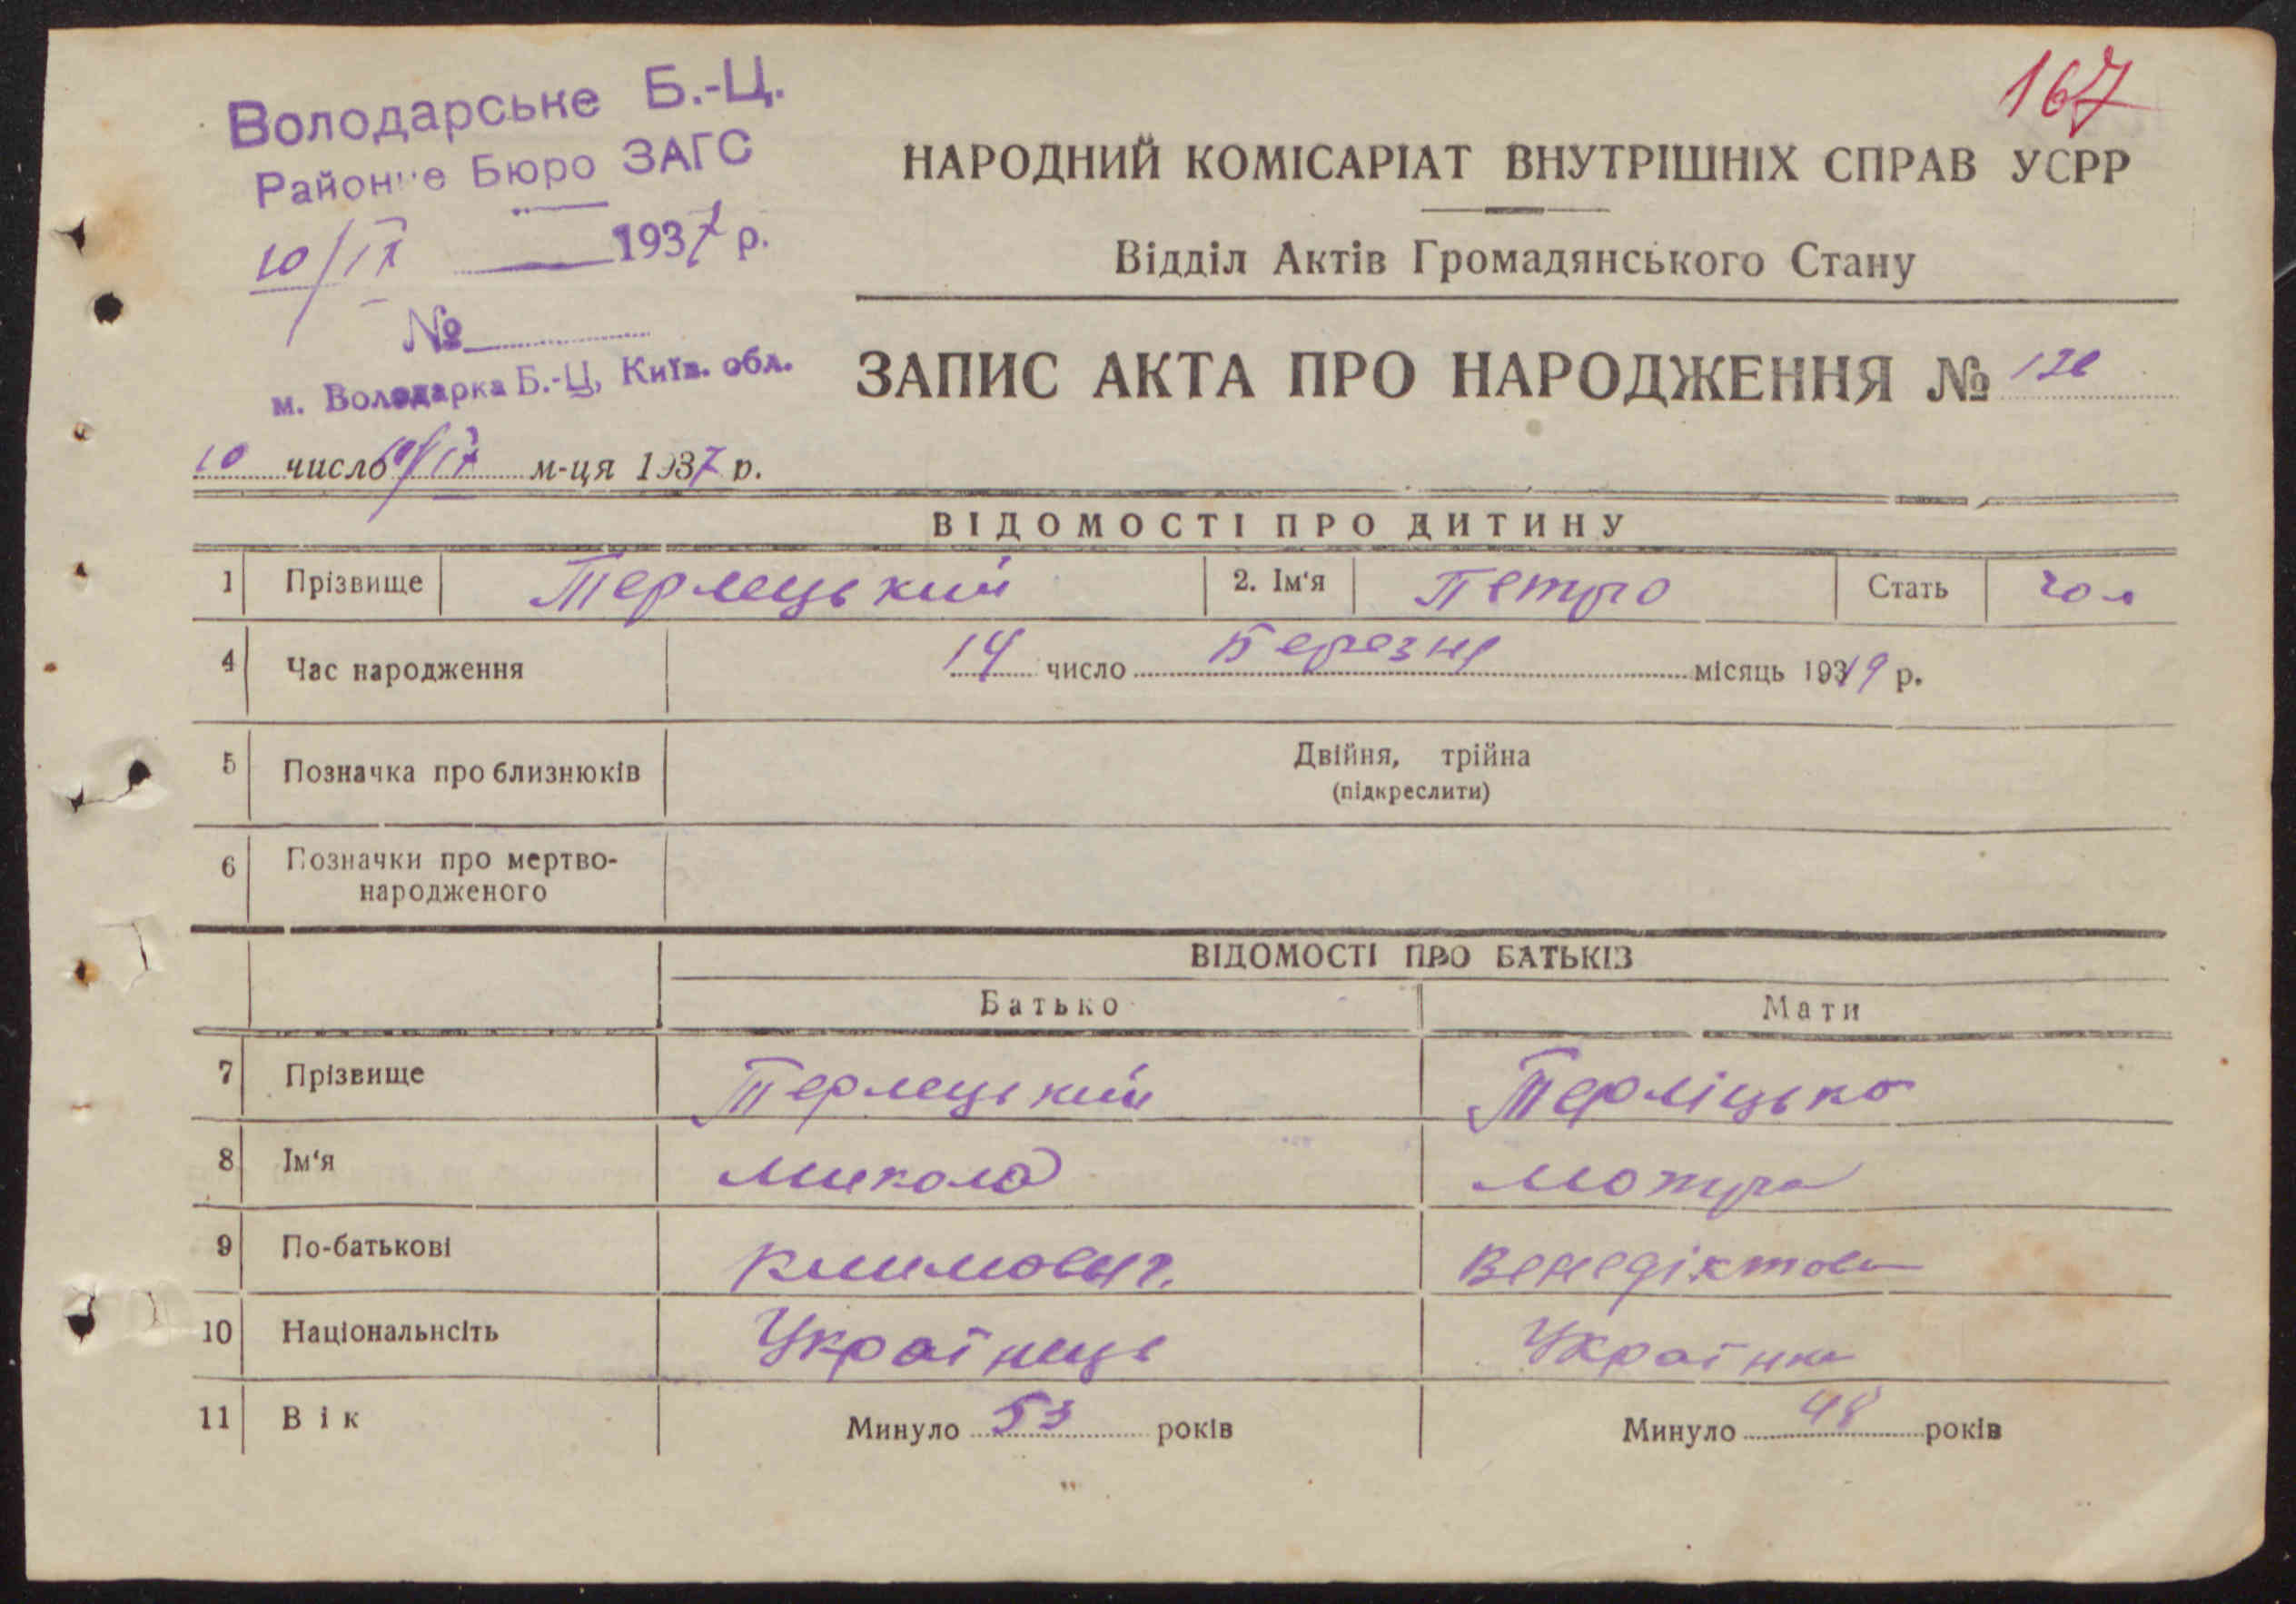 167
Володарське Б.-Ц.
Районне Бюро ЗАГС
10/IX 1937 р.
№
м. Володарка Б.-Ц, Київ. обл.
НАРОДНИЙ КОМІСАРІАТ ВНУТРІШНІХ СПРАВ УСРР
Відділ Актів Громадянського Стану
ЗАПИС АКТА ПРО НАРОДЖЕННЯ №
10 число м-ця 1937 р.
ВІДОМОСТІ ПРО ДИТИНУ
1 Прізвище Терлецький 2. Ім'я Петро Стать чол
4 Час народження 14 число Березня місяць 1919 р.
5 Позначка про близнюків Двійня, трійна
(підкреслити)
6 Позначки про мертво-
народженого
ВІДОМОСТІ ПРО БАТЬКІВ
Батько Мати
7 Прізвище Терлецький Терліцька
8 Ім'я Микола Мотря
9 По-батькові Климович. Венедіктов
10 Національнсіть Українець Українка
11 Вік Минуло 53 років Минуло 48 років